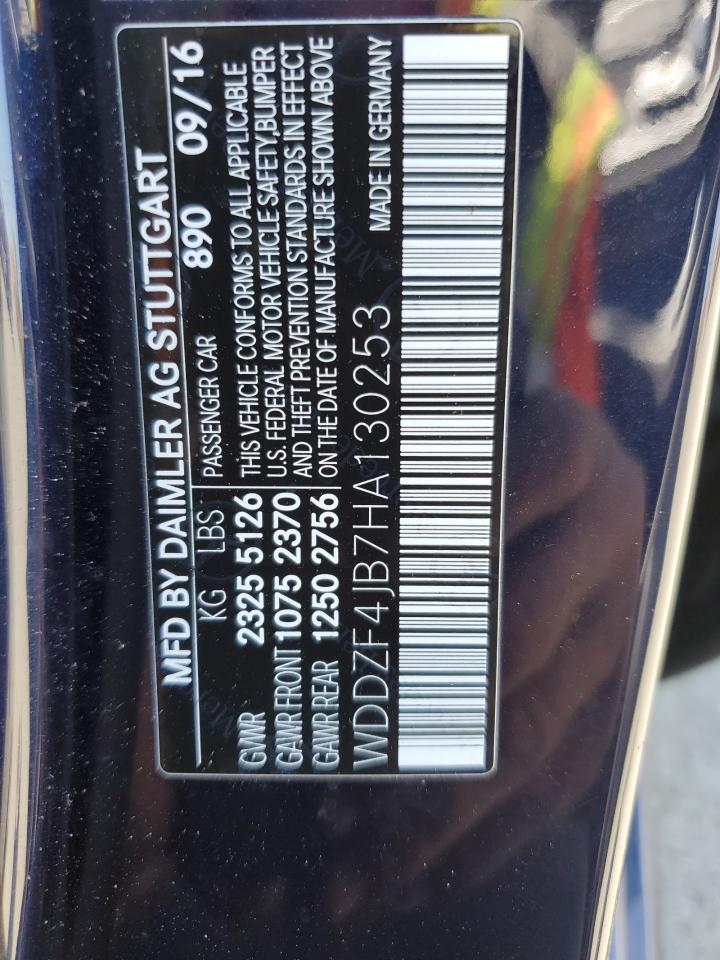 MFD BY DAIMLER AG STUTTGART
KG LBS PASSENGER CAR 890 09/16
GVWR 2325 5126 THIS VEHICLE CONFORMS TO ALL APPLICABLE
GAWR FRONT 1075 2370 U.S. FEDERAL MOTOR VEHICLE SAFETY,BUMPER
GAWR REAR 1250 2756 AND THEFT PREVENTION STANDARDS IN EFFECT
ON THE DATE OF MANUFACTURE SHOWN ABOVE
WDDZF4JB7HA130253 MADE IN GERMANY